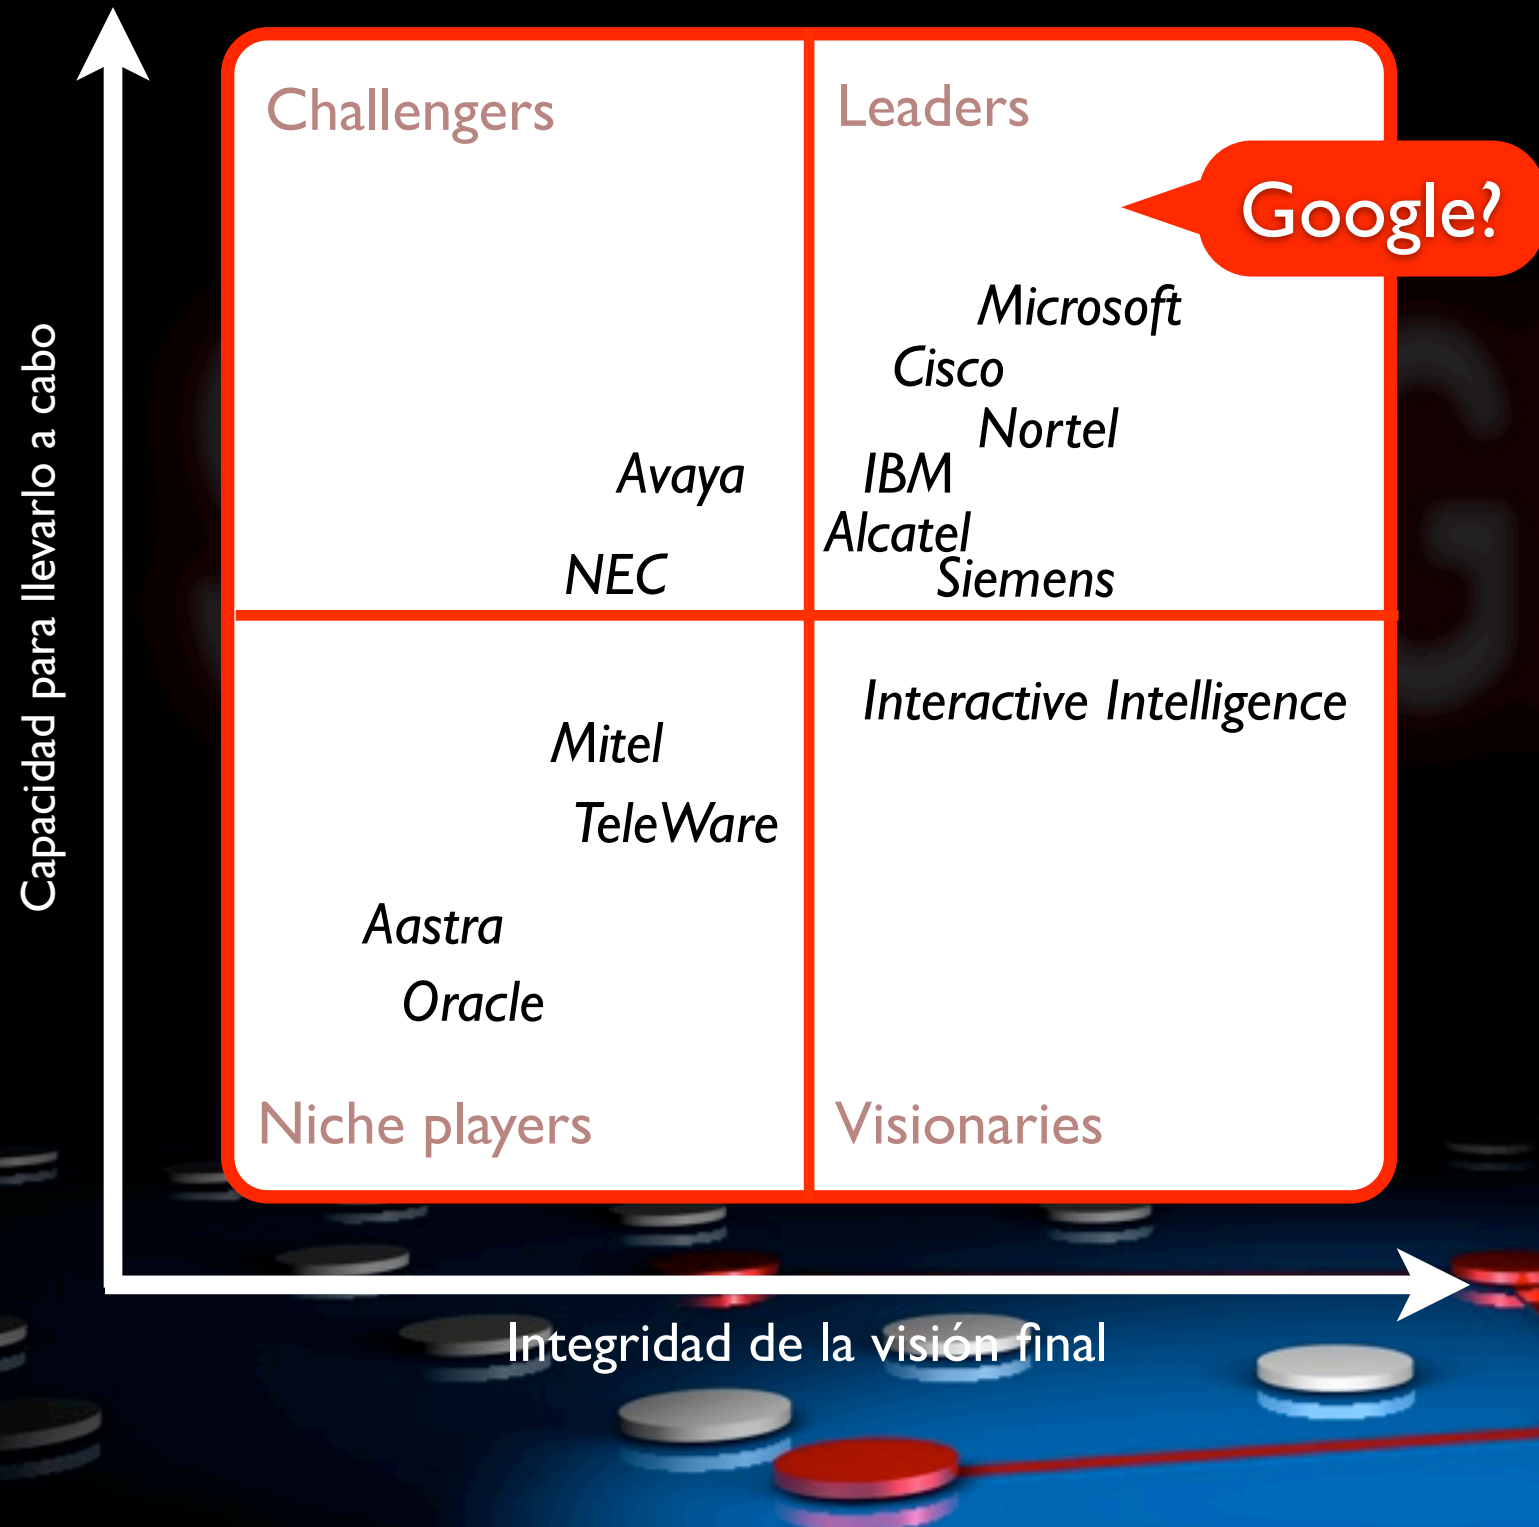 Challengers
Leaders
Google?
Microsoft
Cisco
Nortel
Avaya
IBM
Alcatel
NEC
Siemens
Interactive Intelligence
Mitel
TeleWare
Aastra
Oracle
Niche players
Visionaries
Capacidad para llevarlo a cabo
Integridad de la visión final